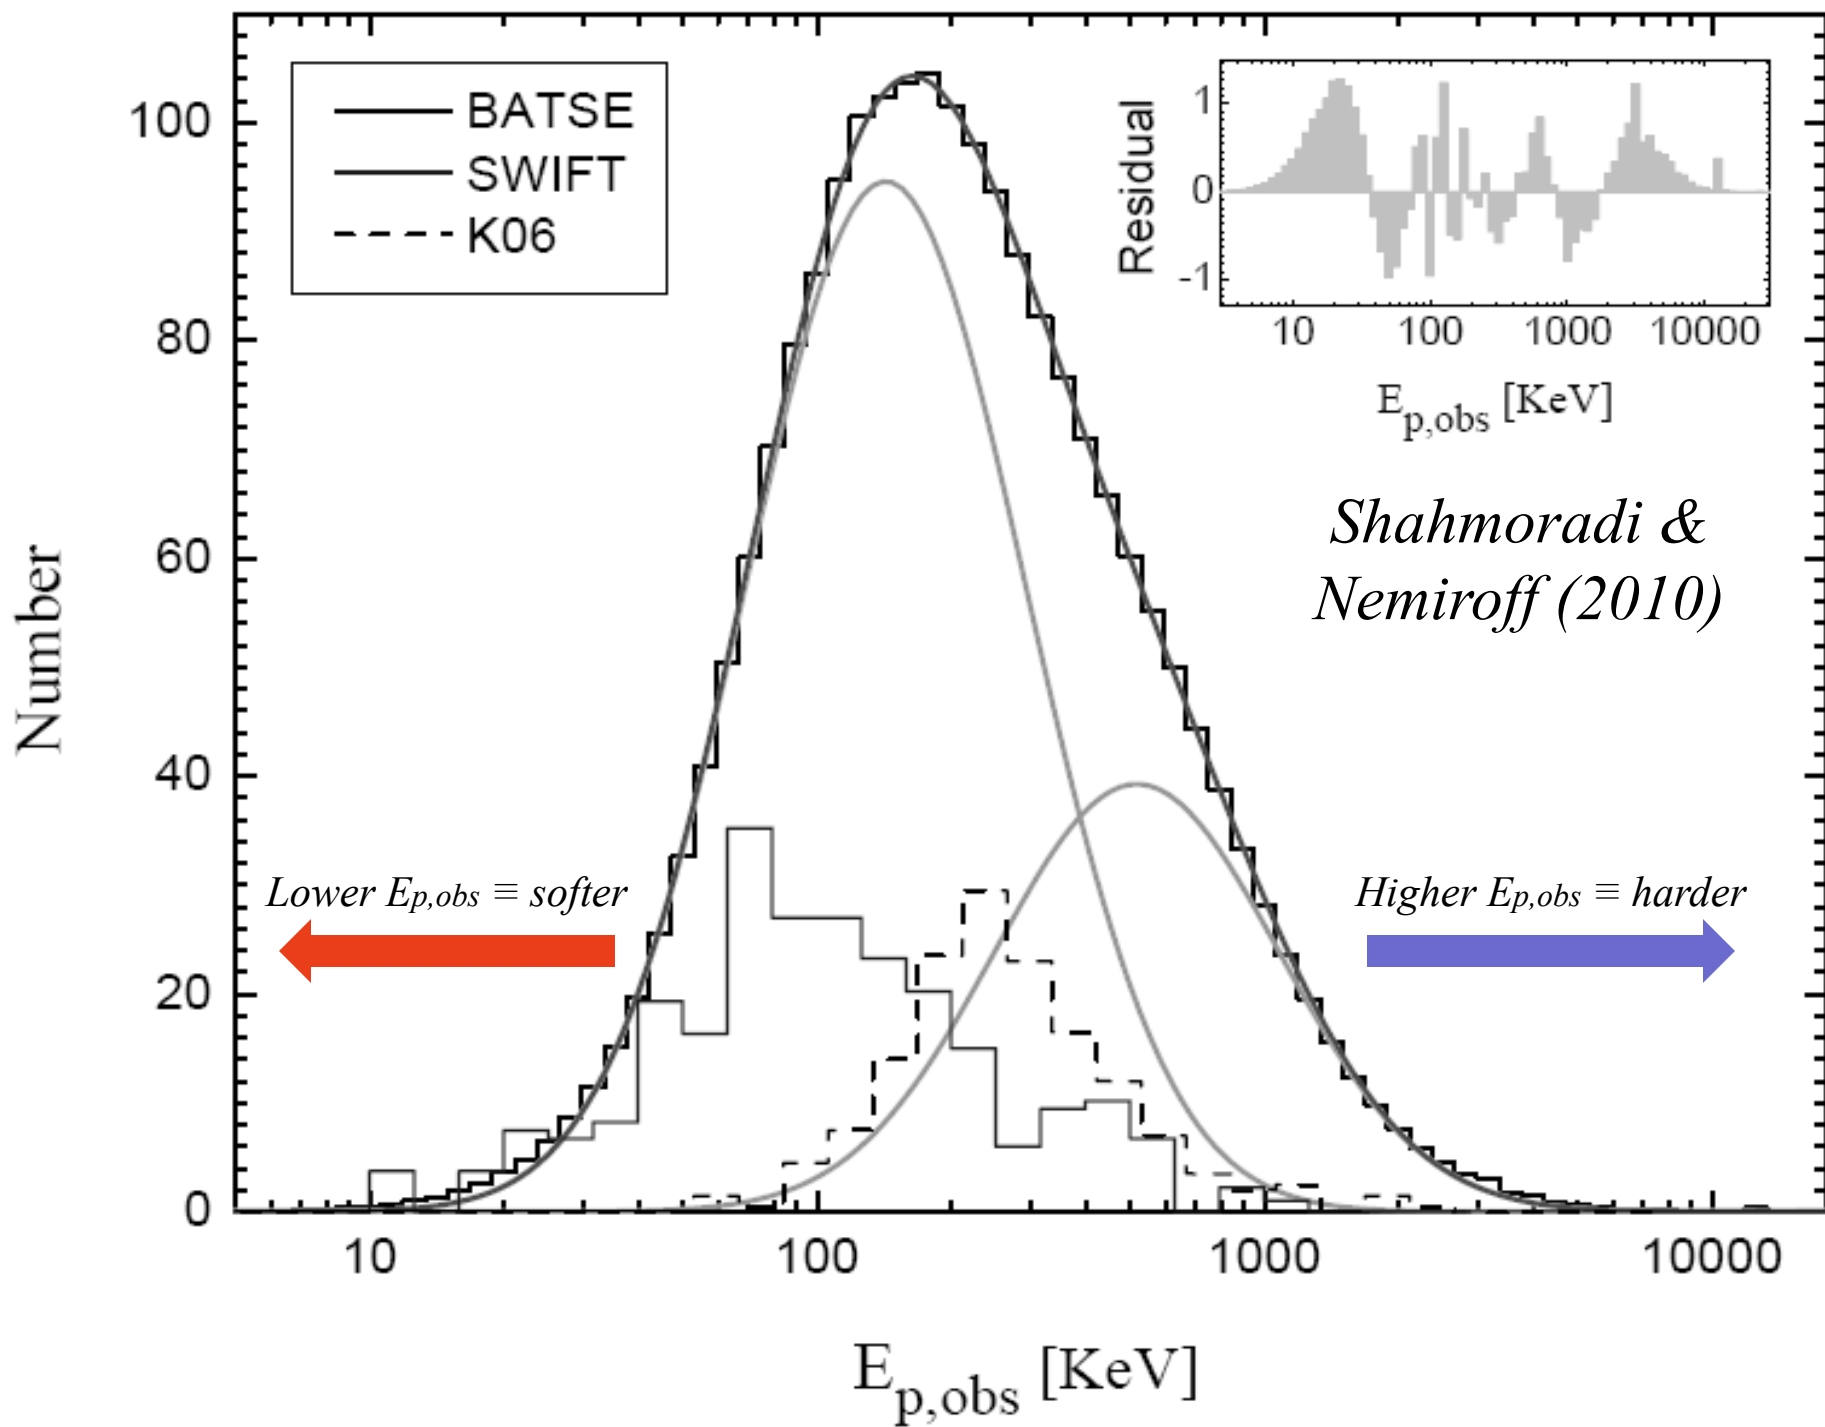 BATSE
SWIFT
K06
Residual
1
0
-1
10 100 1000 10000
Ep,obs [KeV]
Shahmoradi &
Nemiroff (2010)
Number
100
80
60
40
20
0
Lower Ep,obs ≡ softer
Higher Ep,obs ≡ harder
10 100 1000 10000
Ep,obs [KeV]